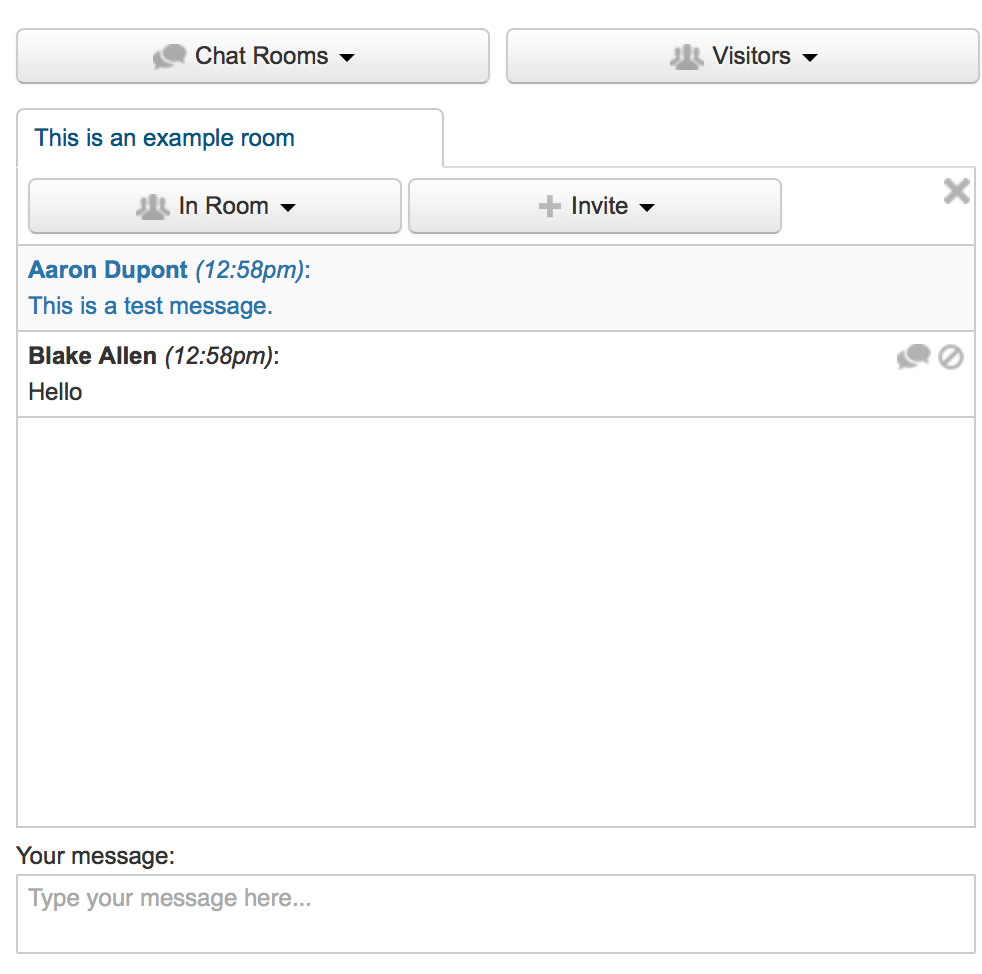 Chat Rooms
Visitors
This is an example room
In Room
Invite
Aaron Dupont (12:58pm):
This is a test message.
Blake Allen (12:58pm):
Hello
Your message:
Type your message here...